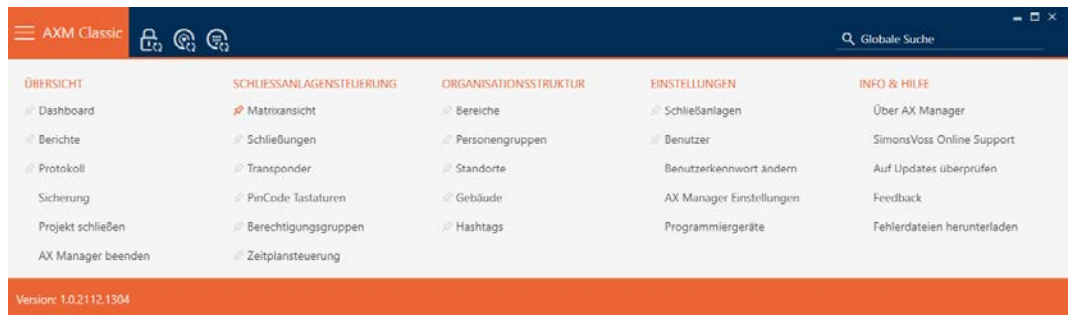 AXM Classic
Globale Suche
ÜBERSICHT
Dashboard
Berichte
Protokoll
Sicherung
Projekt schließen
AX Manager beenden
SCHLIESSANLAGENSTEUERUNG
Matrixansicht
Schließungen
Transponder
PinCode Tastaturen
Berechtigungsgruppen
Zeitplansteuerung
ORGANISATIONSSTRUKTUR
Bereiche
Personengruppen
Standorte
Gebäude
Hashtags
EINSTELLUNGEN
Schließanlagen
Benutzer
Benutzerkennwort ändern
AX Manager Einstellungen
Programmiergeräte
INFO & HILFE
Über AX Manager
SimonsVoss Online Support
Auf Updates überprüfen
Feedback
Fehlerdateien herunterladen
Version: 1.0.2112.1304